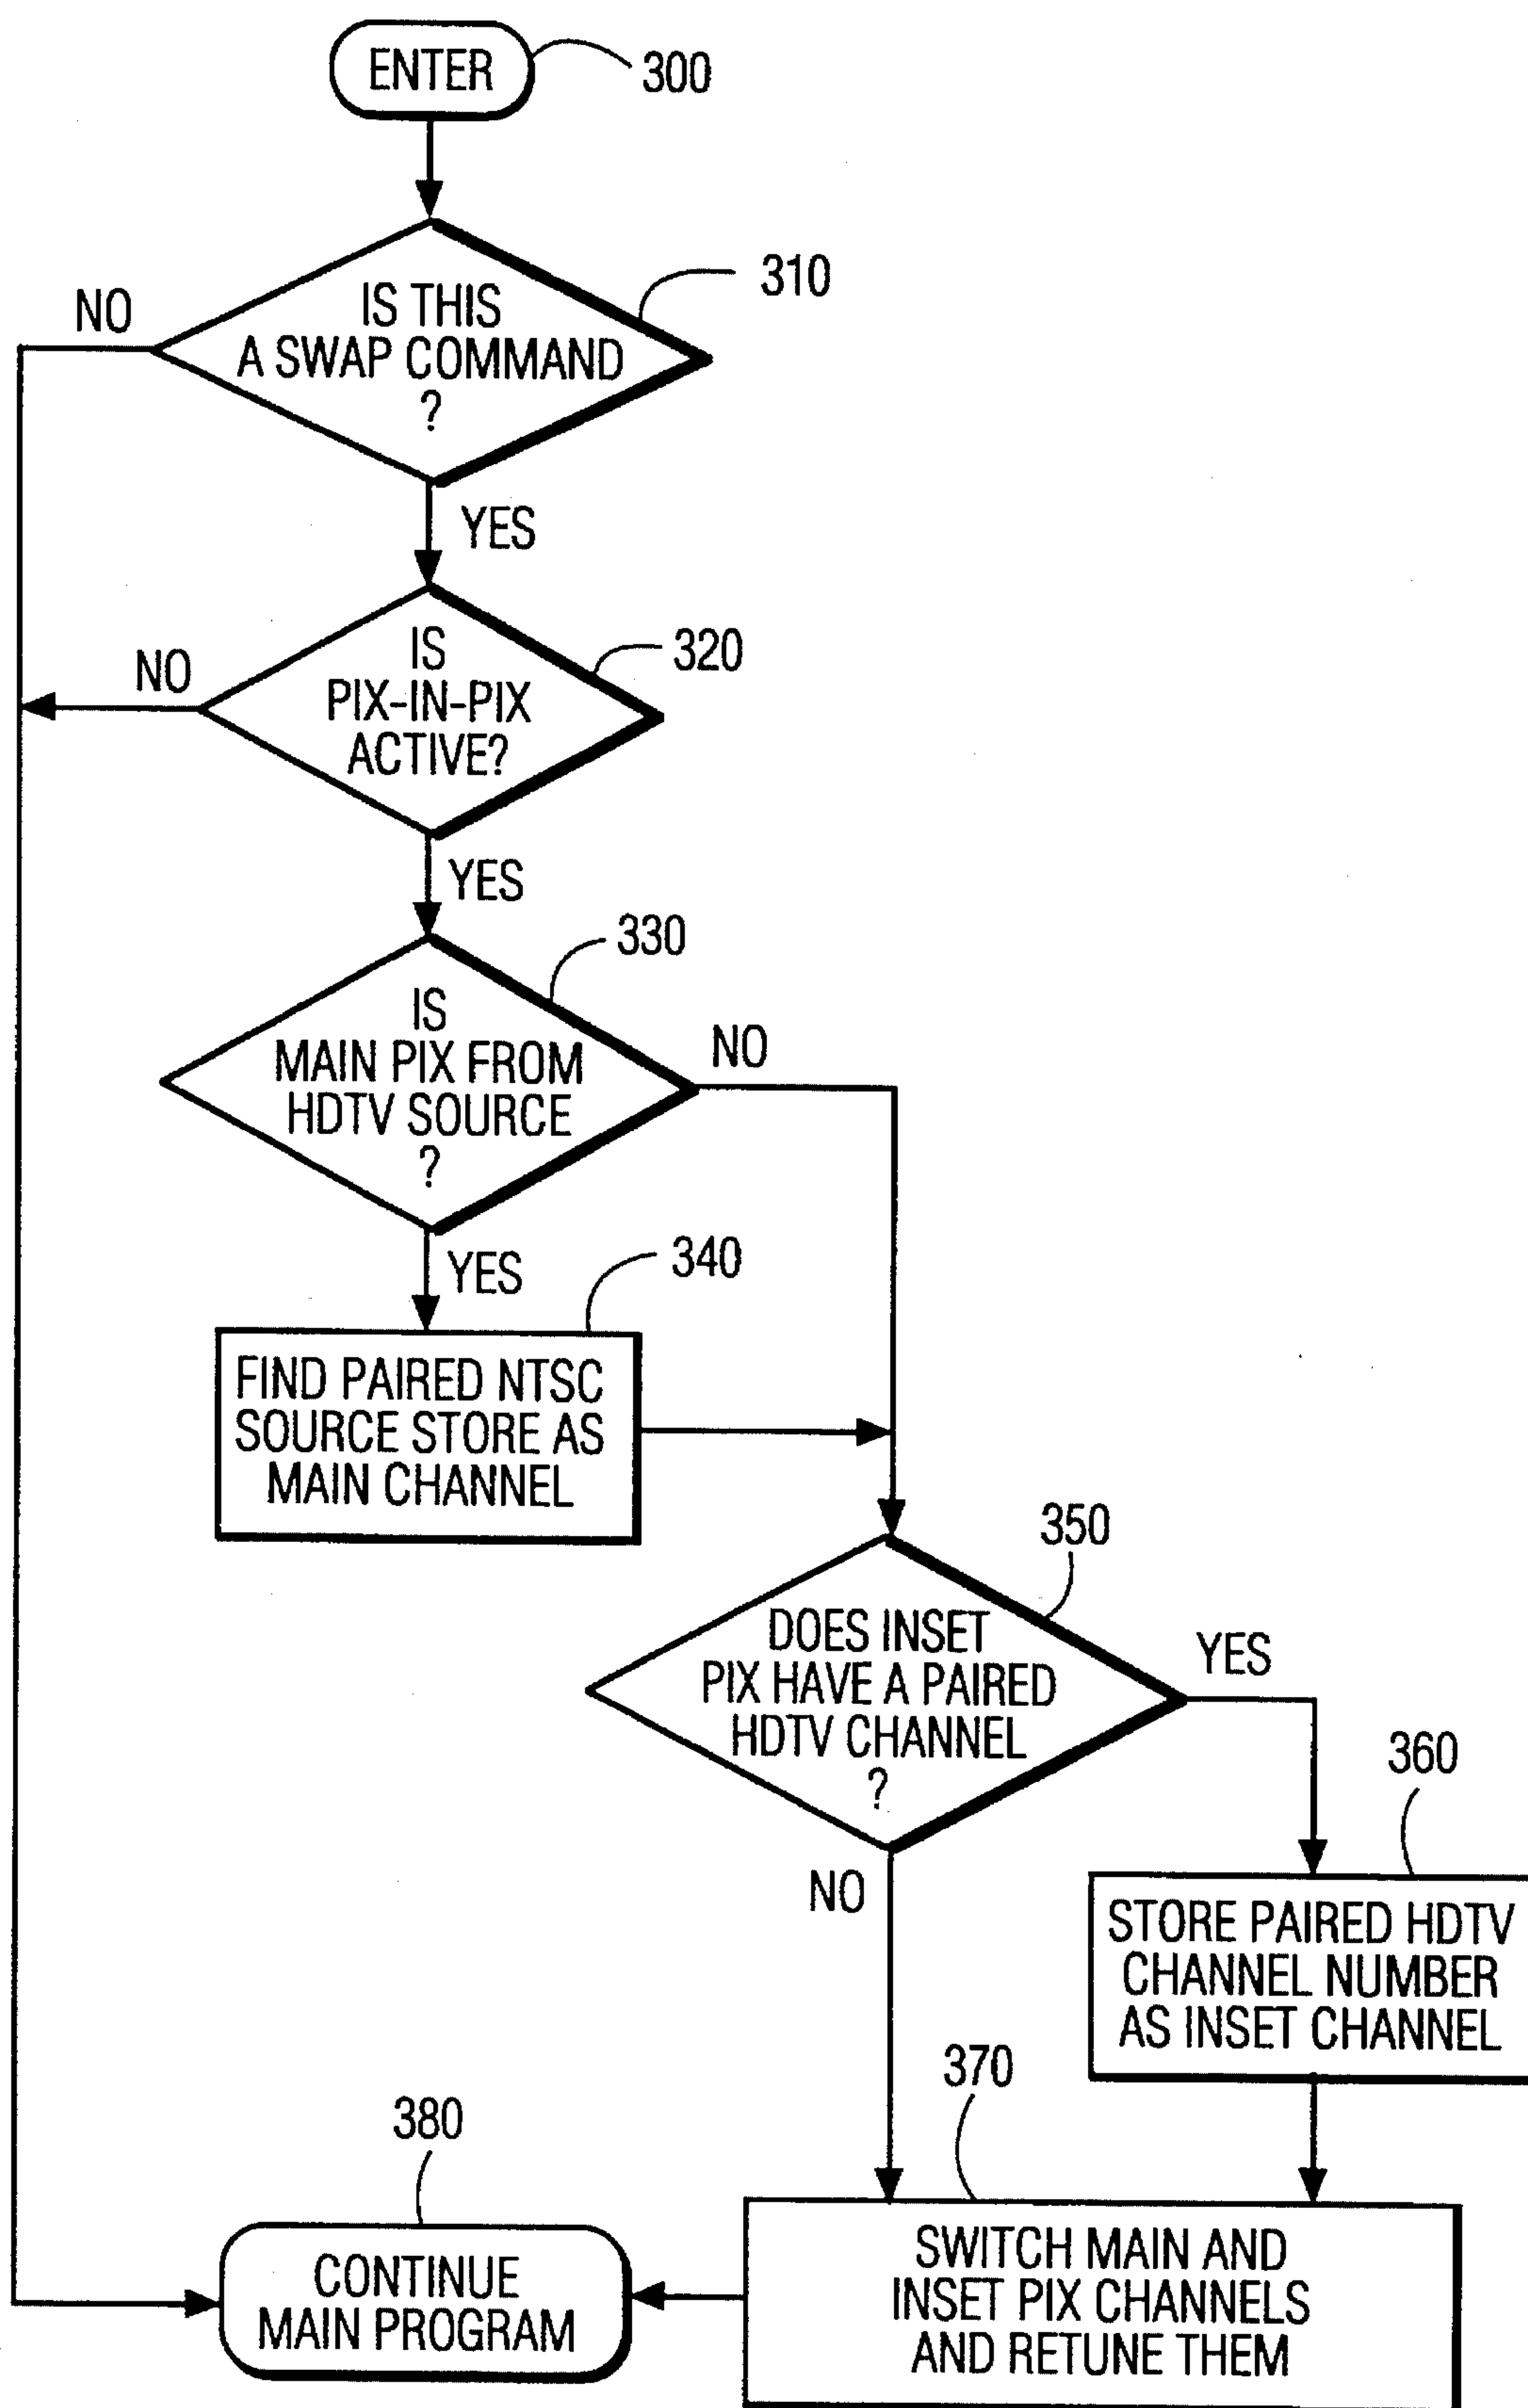 ENTER
300
IS THIS
A SWAP COMMAND
?
310
NO
YES
IS
PIX-IN-PIX
ACTIVE?
320
NO
YES
IS
MAIN PIX FROM
HDTV SOURCE
?
330
NO
YES
340
FIND PAIRED NTSC
SOURCE STORE AS
MAIN CHANNEL
350
DOES INSET
PIX HAVE A PAIRED
HDTV CHANNEL
?
YES
NO
360
STORE PAIRED HDTV
CHANNEL NUMBER
AS INSET CHANNEL
370
SWITCH MAIN AND
INSET PIX CHANNELS
AND RETUNE THEM
380
CONTINUE
MAIN PROGRAM